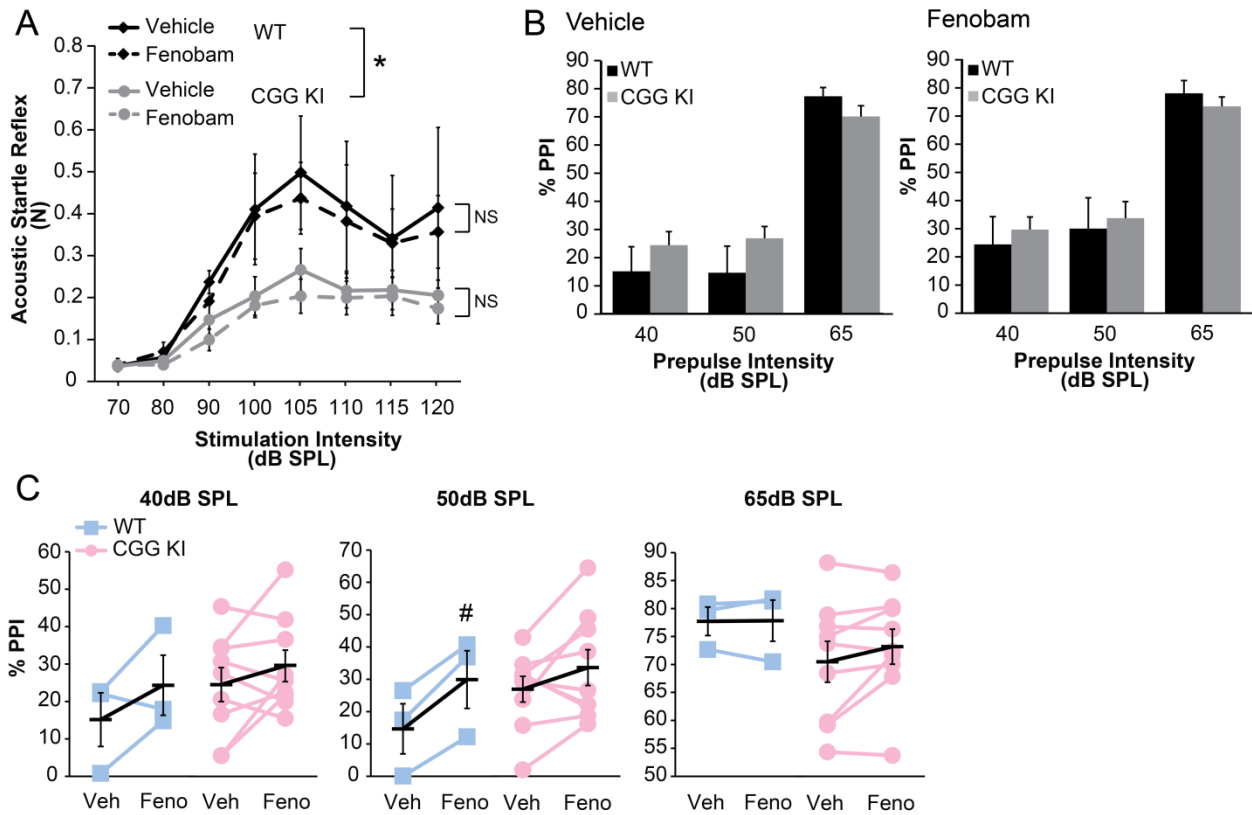 A
Vehicle
Fenobam
WT
Vehicle
Fenobam
CGG KI
*
NS
NS
0.8
0.7
0.6
0.5
0.4
0.3
0.2
0.1
0
Acoustic Startle Reflex
(N)
70 80 90 100 105 110 115 120
Stimulation Intensity
(dB SPL)
B
Vehicle
WT
CGG KI
90
80
70
60
50
40
30
20
10
0
% PPI
40 50 65
Prepulse Intensity
(dB SPL)
Fenobam
WT
CGG KI
90
80
70
60
50
40
30
20
10
0
% PPI
40 50 65
Prepulse Intensity
(dB SPL)
C
40dB SPL
WT
CGG KI
60
50
40
30
20
10
0
% PPI
Veh Feno Veh Feno
50dB SPL
70
60
50
40
30
20
10
0
#
Veh Feno Veh Feno
65dB SPL
90
85
80
75
70
65
60
55
50
Veh Feno Veh Feno